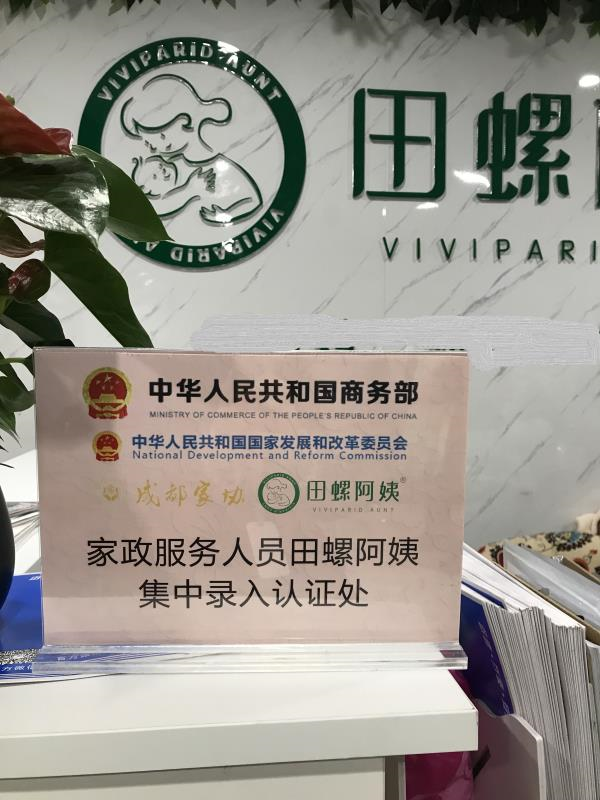 VIVIPARID AUNT
VIVIPARID AU
田螺
VIVIPARI
中华人民共和国商务部
MINISTRY OF COMMERCE OF THE PEOPLE'S REPUBLIC OF CHINA
中华人民共和国国家发展和改革委员会
National Development and Reform Commission
成都家协
田螺阿姨®
VIVIPARID AUNT
家政服务人员田螺阿姨
集中录入认证处